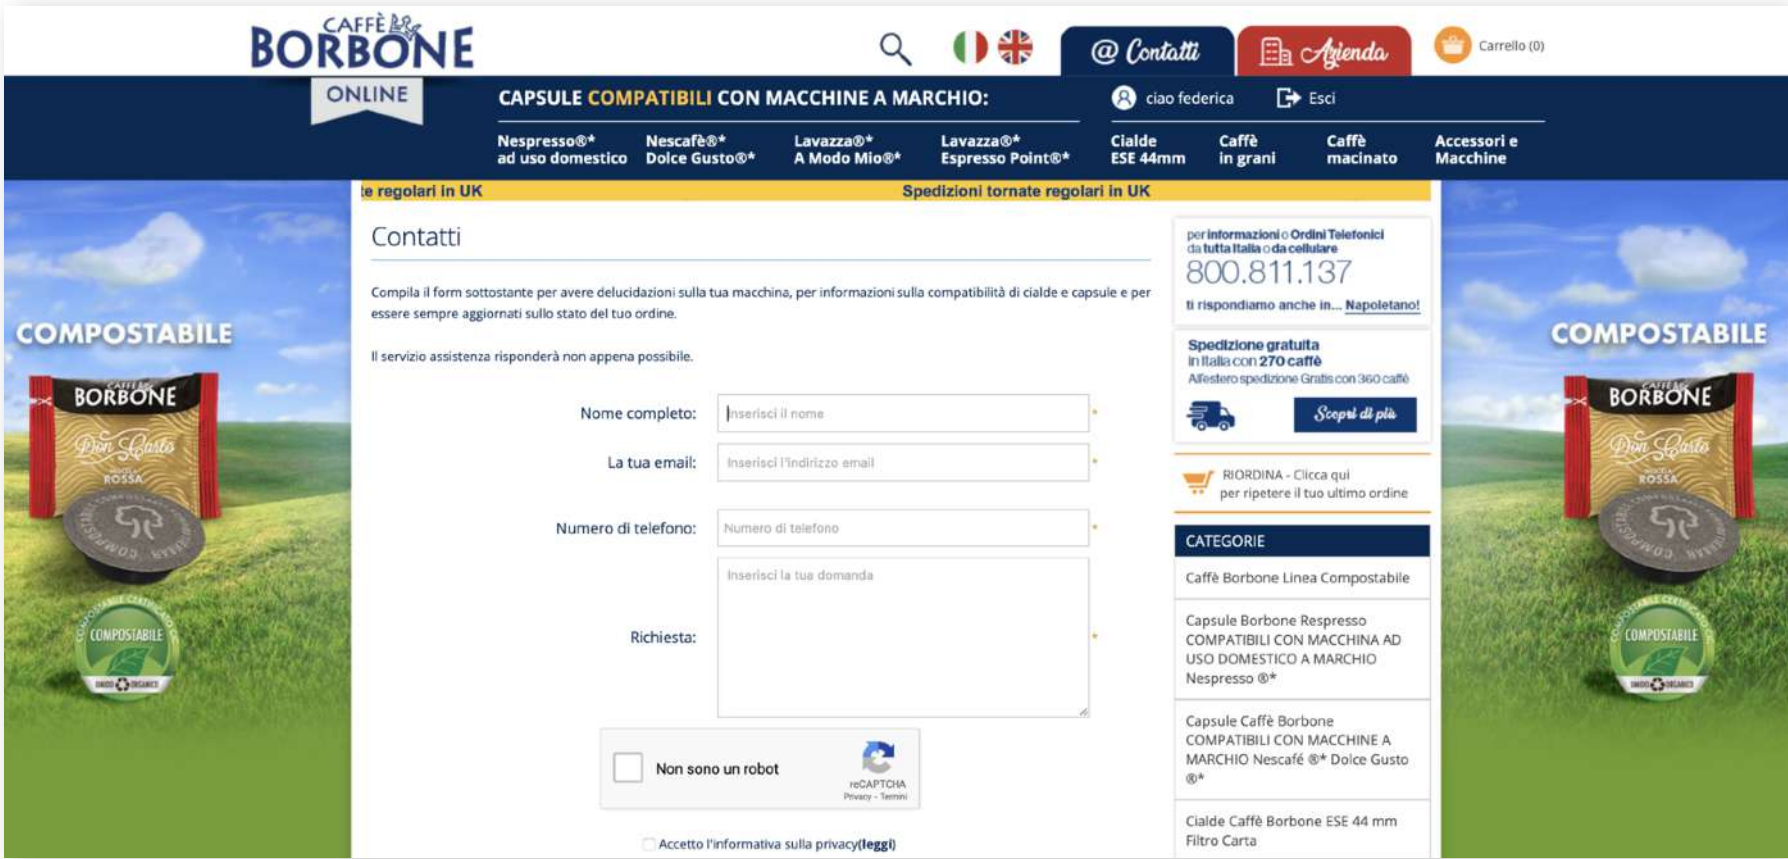 CAFFÈ
BORBONE
ONLINE
@ Contatti
Azienda
Carrello (0)
CAPSULE COMPATIBILI CON MACCHINE A MARCHIO:
ciao federica
Esci
Nespresso®*
ad uso domestico
Nescafè®*
Dolce Gusto®*
Lavazza®*
A Modo Mio®*
Lavazza®*
Espresso Point®*
Cialde
ESE 44mm
Caffè
in grani
Caffè
macinato
Accessori e
Macchine
te regolari in UK
Spedizioni tornate regolari in UK
Contatti
Compila il form sottostante per avere delucidazioni sulla tua macchina, per informazioni sulla compatibilità di cialde e capsule e per
essere sempre aggiornati sullo stato del tuo ordine.
Il servizio assistenza risponderà non appena possibile.
Nome completo:
Inserisci il nome
*
La tua email:
Inserisci l'indirizzo email
*
Numero di telefono:
Numero di telefono
*
Richiesta:
Inserisci la tua domanda
*
Non sono un robot
reCAPTCHA
Privacy - Termini
Accetto l'informativa sulla privacy(leggi)
per informazioni o Ordini Telefonici
da tutta Italia o da cellulare
800.811.137
ti rispondiamo anche in... Napoletano!
Spedizione gratuita
in Italia con 270 caffè
All'estero spedizione Gratis con 360 caffè
Scopri di più
RIORDINA - Clicca qui
per ripetere il tuo ultimo ordine
CATEGORIE
Caffè Borbone Linea Compostabile
Capsule Borbone Respresso
COMPATIBILI CON MACCHINA AD
USO DOMESTICO A MARCHIO
Nespresso ®*
Capsule Caffè Borbone
COMPATIBILI CON MACCHINE A
MARCHIO Nescafé ®* Dolce Gusto
®*
Cialde Caffè Borbone ESE 44 mm
Filtro Carta
COMPOSTABILE
CAFFÈ
BORBONE
Don Carlo
MISCELA
ROSSA
COMPOSTABILE
COMPOSTABILE
CAFFÈ
BORBONE
Don Carlo
MISCELA
ROSSA
COMPOSTABILE